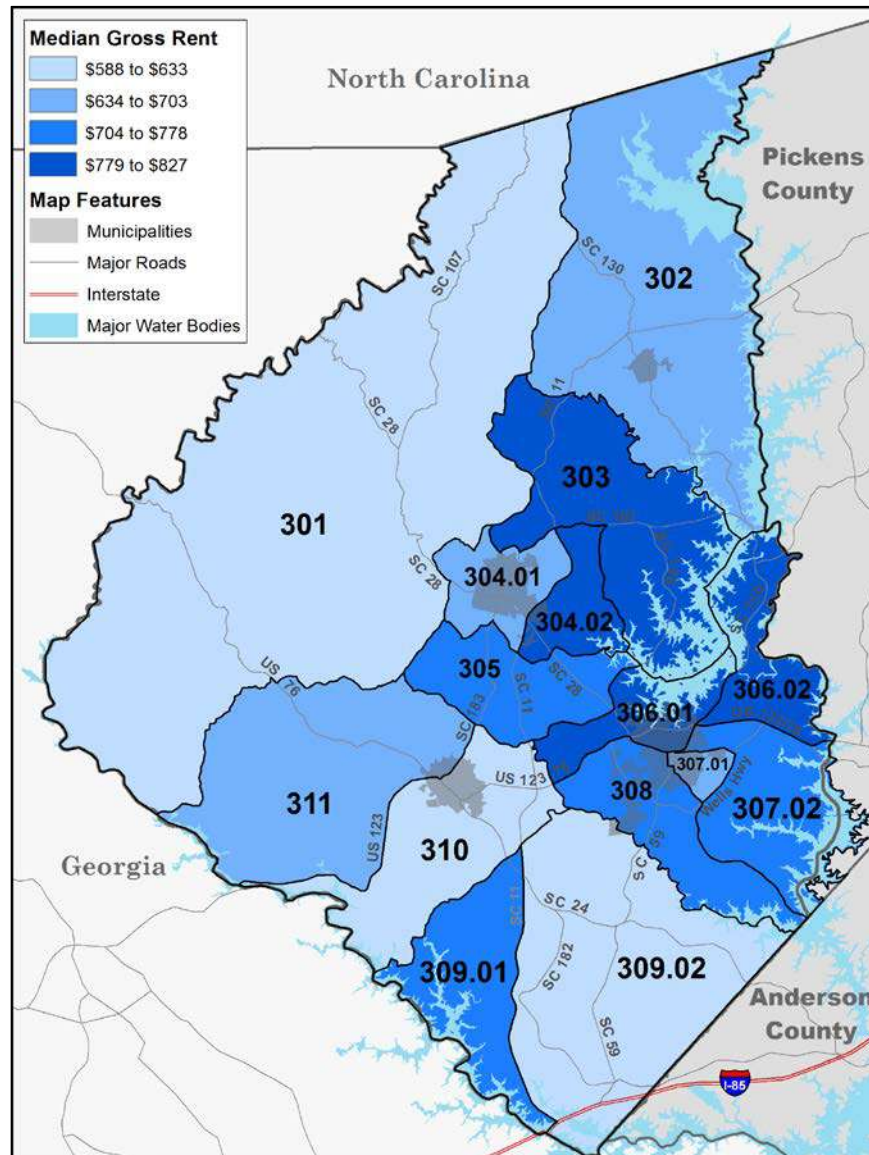 Median Gross Rent
$588 to $633
$634 to $703
$704 to $778
$779 to $827
Map Features
Municipalities
Major Roads
Interstate
Major Water Bodies
North Carolina
Pickens
County
SC 107
SC 130
302
SC 28
SC 11
303
301
SC 28
304.01
304.02
305
SC 28
US 76
SC 183
SC 11
306.01
306.02
US 123
307.01
308
Wells Hwy
307.02
311
US 123
310
SC 59
Georgia
SC 11
SC 24
309.01
SC 182
309.02
SC 59
Anderson
County
I-85